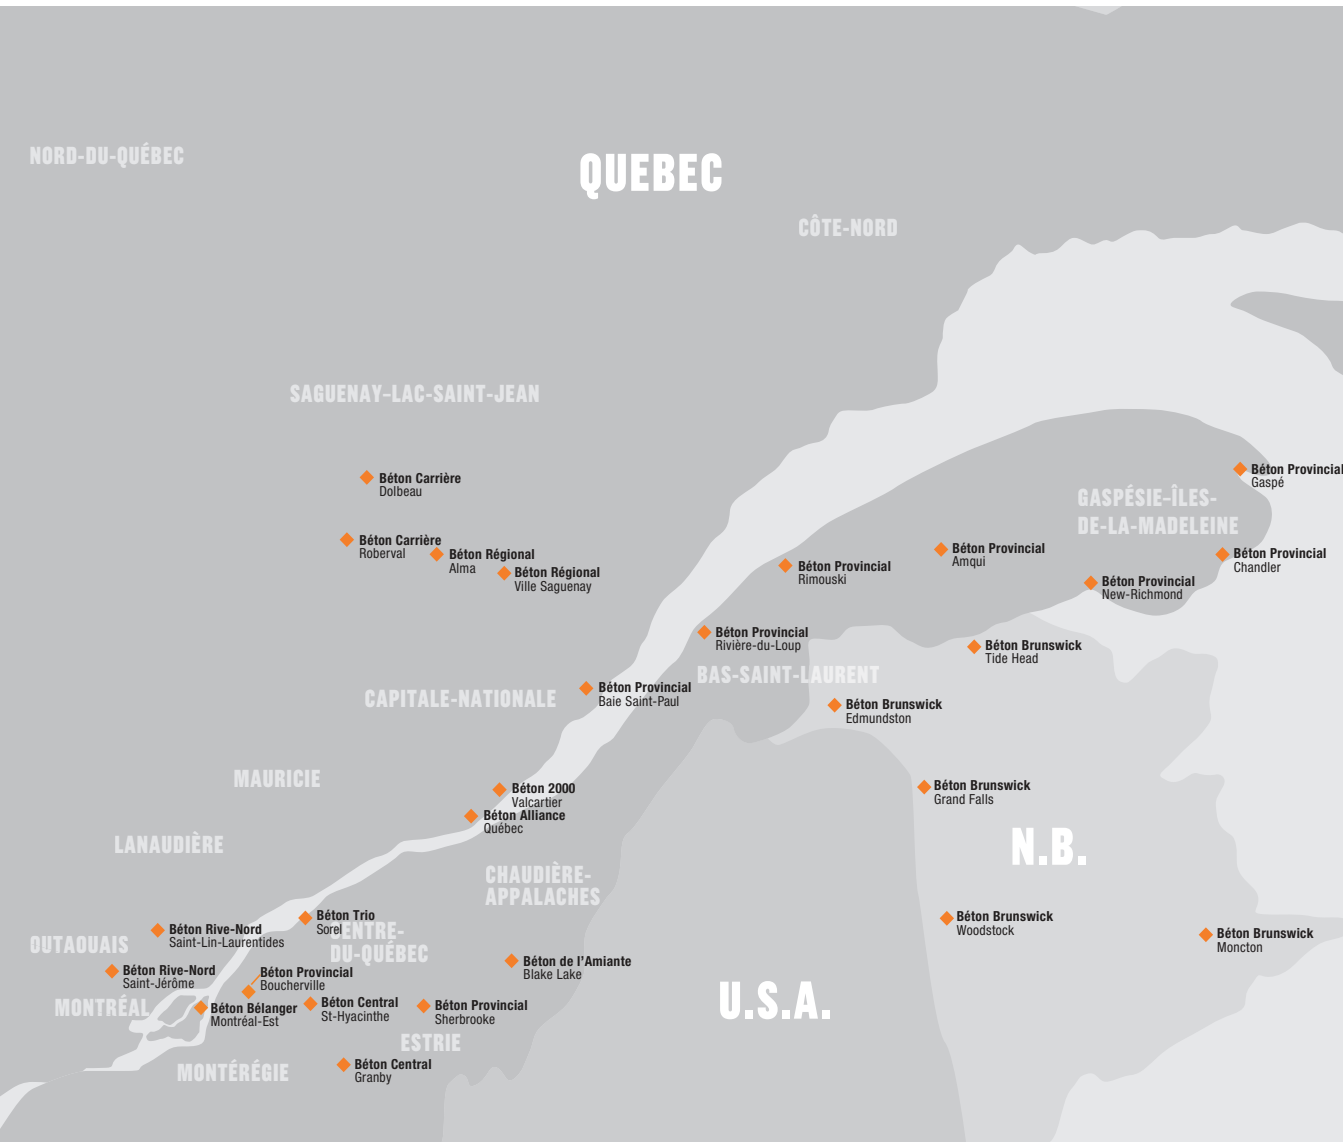 NORD-DU-QUÉBEC
QUEBEC
CÔTE-NORD
SAGUENAY-LAC-SAINT-JEAN
Béton Carrière
Dolbeau
Béton Carrière
Roberval
Béton Régional
Alma
Béton Régional
Ville Saguenay
Béton Provincial
Gaspé
GASPÉSIE-ÎLES-
DE-LA-MADELEINE
Béton Provincial
Chandler
Béton Provincial
Amqui
Béton Provincial
Rimouski
Béton Provincial
New-Richmond
Béton Provincial
Rivière-du-Loup
Béton Brunswick
Tide Head
BAS-SAINT-LAURENT
CAPITALE-NATIONALE
Béton Provincial
Baie Saint-Paul
Béton Brunswick
Edmundston
MAURICIE
Béton 2000
Valcartier
Béton Alliance
Québec
Béton Brunswick
Grand Falls
N.B.
LANAUDIÈRE
CHAUDIÈRE-
APPALACHES
Béton Trio
Sorel
CENTRE-
DU-QUÉBEC
Béton Rive-Nord
Saint-Lin-Laurentides
OUTAOUAIS
Béton Brunswick
Woodstock
Béton Brunswick
Moncton
Béton Rive-Nord
Saint-Jérôme
Béton Provincial
Boucherville
Béton de l'Amiante
Blake Lake
MONTRÉAL
Béton Bélanger
Montréal-Est
Béton Central
St-Hyacinthe
Béton Provincial
Sherbrooke
U.S.A.
ESTRIE
MONTÉRÉGIE
Béton Central
Granby